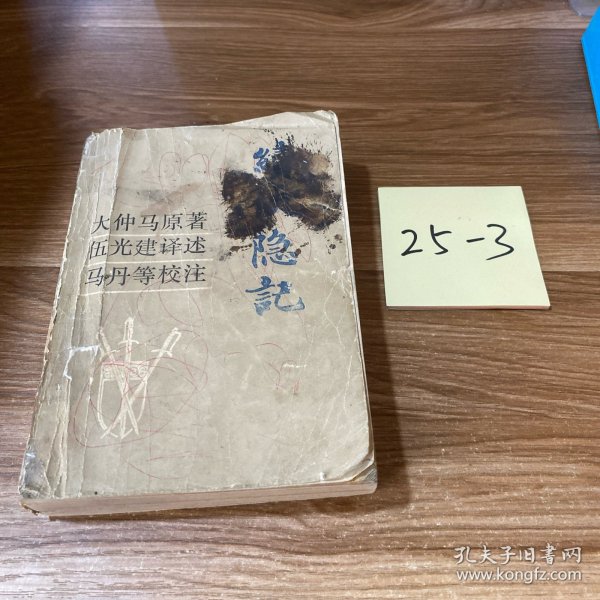 大仲马原著
伍光建译述
马丹等校注
隐記
25-3
孔夫子旧书网
www.kongfz.com